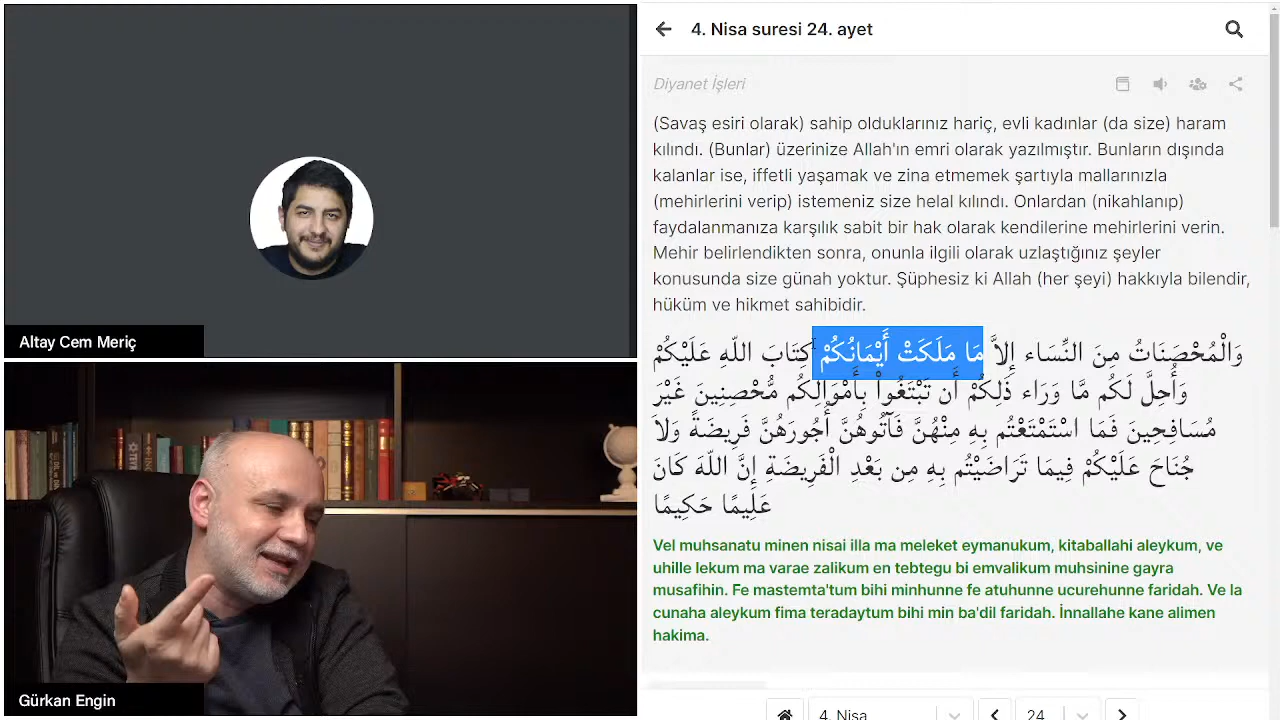 Altay Cem Meriç
Gürkan Engin
4. Nisa suresi 24. ayet
Diyanet İşleri
(Savaş esiri olarak) sahip olduklarınız hariç, evli kadınlar (da size) haram
kılındı. (Bunlar) üzerinize Allah'ın emri olarak yazılmıştır. Bunların dışında
kalanlar ise, iffetli yaşamak ve zina etmemek şartıyla mallarınızla
(mehirlerini verip) istemeniz size helal kılındı. Onlardan (nikahlanıp)
faydalanmanıza karşılık sabit bir hak olarak kendilerine mehirlerini verin.
Mehir belirlendikten sonra, onunla ilgili olarak uzlaştığınız şeyler
konusunda size günah yoktur. Şüphesiz ki Allah (her şeyi) hakkıyla bilendir,
hüküm ve hikmet sahibidir.
وَالْمُحْصَنَاتُ مِنَ النِّسَاء إِلاَّ مَا مَلَكَتْ أَيْمَانُكُمْ كِتَابَ اللّهِ عَلَيْكُمْ
وَأُحِلَّ لَكُم مَّا وَرَاء ذَلِكُمْ أَن تَبْتَغُواْ بِأَمْوَالِكُم مُّحْصِنِينَ غَيْرَ
مُسَافِحِينَ فَمَا اسْتَمْتَعْتُم بِهِ مِنْهُنَّ فَآتُوهُنَّ أُجُورَهُنَّ فَرِيضَةً وَلاَ
جُنَاحَ عَلَيْكُمْ فِيمَا تَرَاضَيْتُم بِهِ مِن بَعْدِ الْفَرِيضَةِ إِنَّ اللّهَ كَانَ
عَلِيمًا حَكِيمًا
Vel muhsanatu minen nisai illa ma meleket eymanukum, kitaballahi aleykum, ve
uhille lekum ma varae zalikum en tebtegu bi emvalikum muhsinine gayra
musafihin. Fe mastemta'tum bihi minhunne fe atuhunne ucurehunne faridah. Ve la
cunaha aleykum fima teradaytum bihi min ba'dil faridah. İnnallahe kane alimen
hakima.
4. Nisa
24